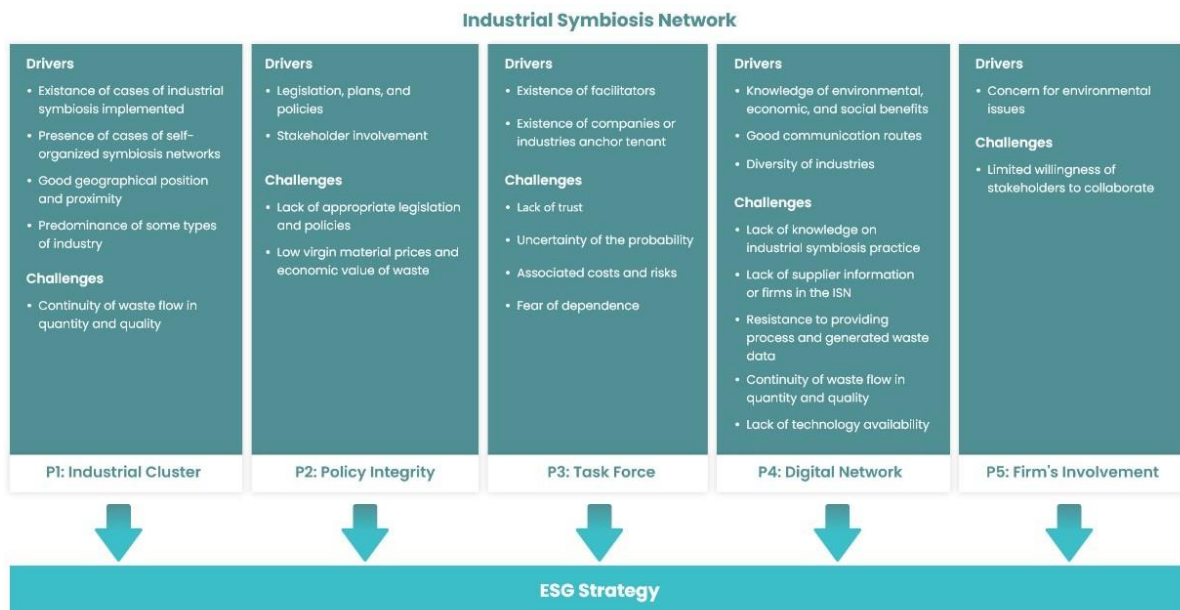 Industrial Symbiosis Network
Drivers
• Existance of cases of industrial
symbiosis implemented
• Presence of cases of self-
organized symbiosis networks
• Good geographical position
and proximity
• Predominance of some types
of industry
Challenges
• Continuity of waste flow in
quantity and quality
P1: Industrial Cluster
Drivers
• Legislation, plans, and
policies
• Stakeholder involvement
Challenges
• Lack of appropriate legislation
and policies
• Low virgin material prices and
economic value of waste
P2: Policy Integrity
Drivers
• Existence of facilitators
• Existence of companies or
industries anchor tenant
Challenges
• Lack of trust
• Uncertainty of the probability
• Associated costs and risks
• Fear of dependence
P3: Task Force
Drivers
• Knowledge of environmental,
economic, and social benefits
• Good communication routes
• Diversity of industries
Challenges
• Lack of knowledge on
industrial symbiosis practice
• Lack of supplier information
or firms in the ISN
• Resistance to providing
process and generated waste
data
• Continuity of waste flow in
quantity and quality
• Lack of technology availability
P4: Digital Network
Drivers
• Concern for environmental
issues
Challenges
• Limited willingness of
stakeholders to collaborate
P5: Firm's Involvement
ESG Strategy